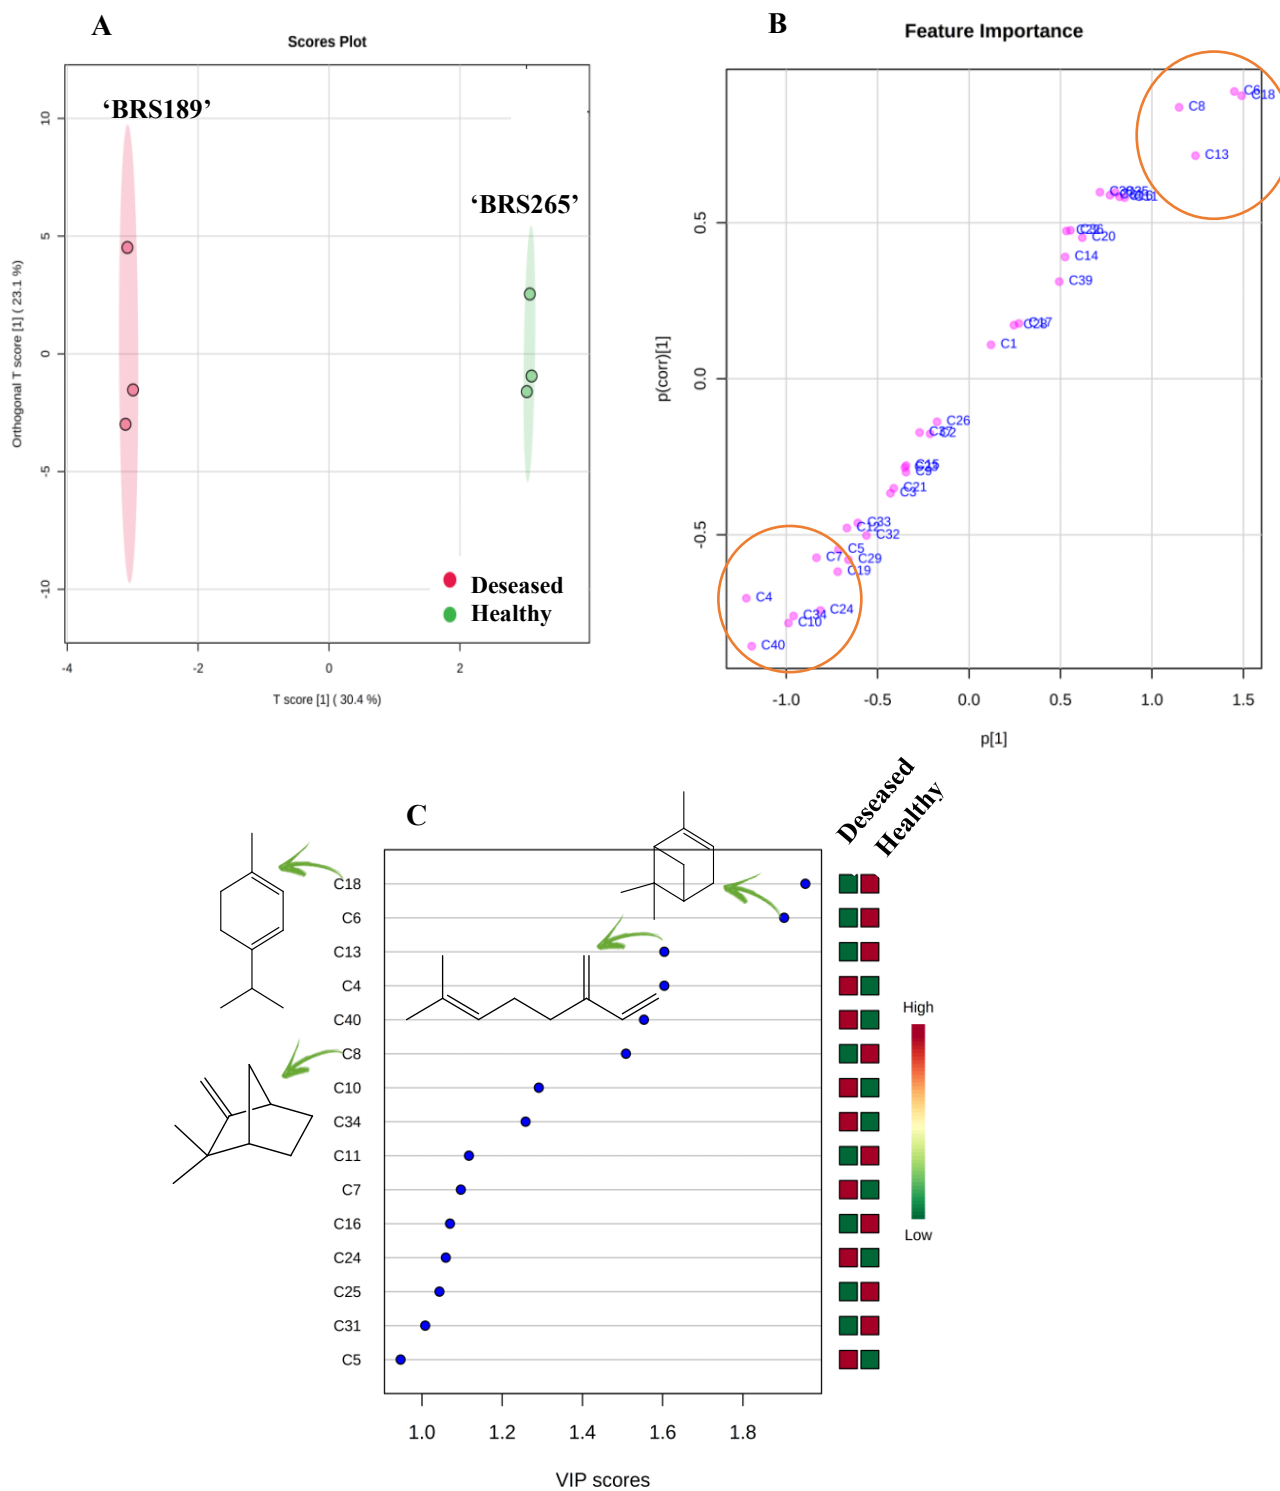 A
Scores Plot
‘BRS189’
‘BRS265’
10
5
0
-5
-10
Orthogonal T score [1] ( 23.1 %)
-4
-2
0
2
T score [1] ( 30.4 %)
Deseased
Healthy
B
Feature Importance
C6
C18
C8
C13
C11
C20
C14
C39
C17
C1
C26
C2
C9
C21
C3
C33
C12
C32
C5
C7
C29
C19
C4
C24
C34
C10
C40
0.5
0.0
-0.5
p(corr)[1]
-1.0
-0.5
0.0
0.5
1.0
1.5
p[1]
C
Deseased
Healthy
C18
C6
C13
C4
C40
C8
C10
C34
C11
C7
C16
C24
C25
C31
C5
1.0
1.2
1.4
1.6
1.8
VIP scores
High
Low